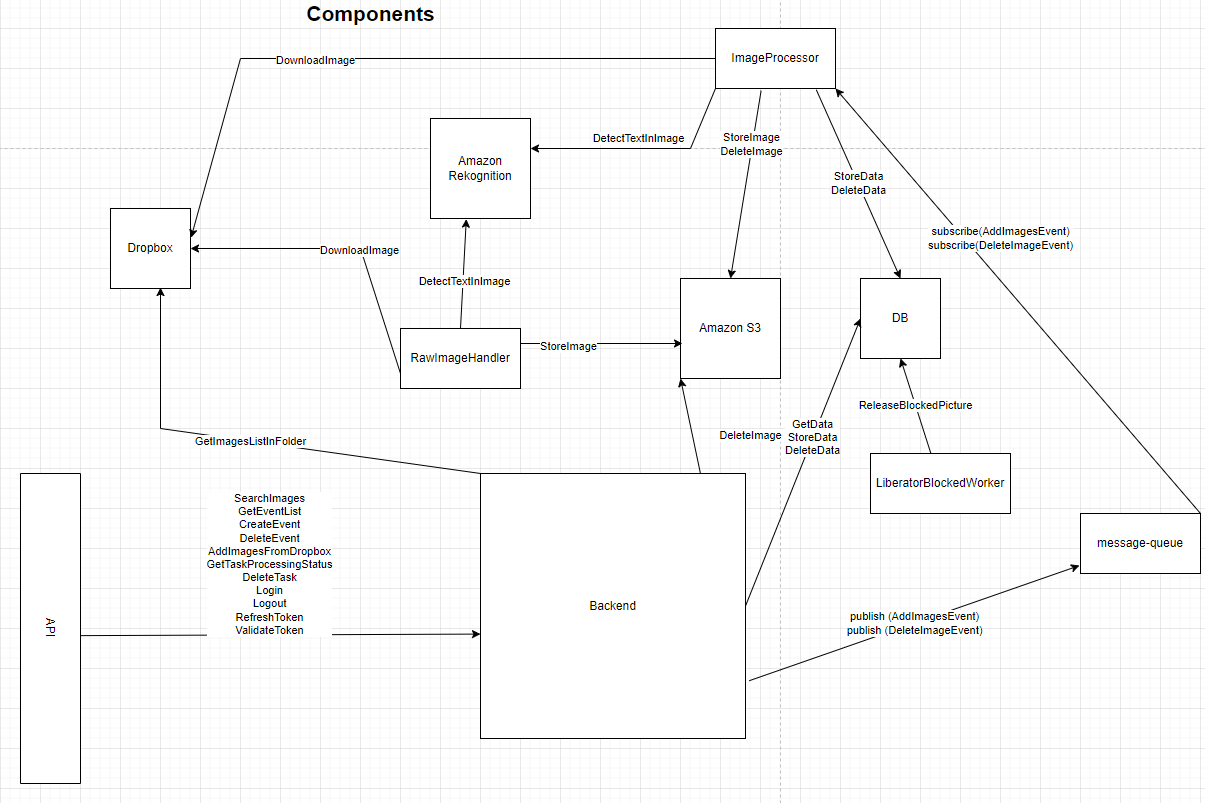 Components
ImageProcessor
DownloadImage
DetectTextInImage
StoreImage
DeleteImage
Amazon
Rekognition
StoreData
DeleteData
subscribe(AddImagesEvent)
subscribe(DeleteImageEvent)
Dropbox
DownloadImage
DetectTextInImage
Amazon S3
DB
RawImageHandler
StoreImage
ReleaseBlockedPicture
GetImagesListInFolder
DeleteImage
GetData
StoreData
DeleteData
LiberatorBlockedWorker
message-queue
SearchImages
GetEventList
CreateEvent
DeleteEvent
AddImagesFromDropbox
GetTaskProcessingStatus
DeleteTask
Login
Logout
RefreshToken
ValidateToken
API
Backend
publish (AddImagesEvent)
publish (DeleteImageEvent)